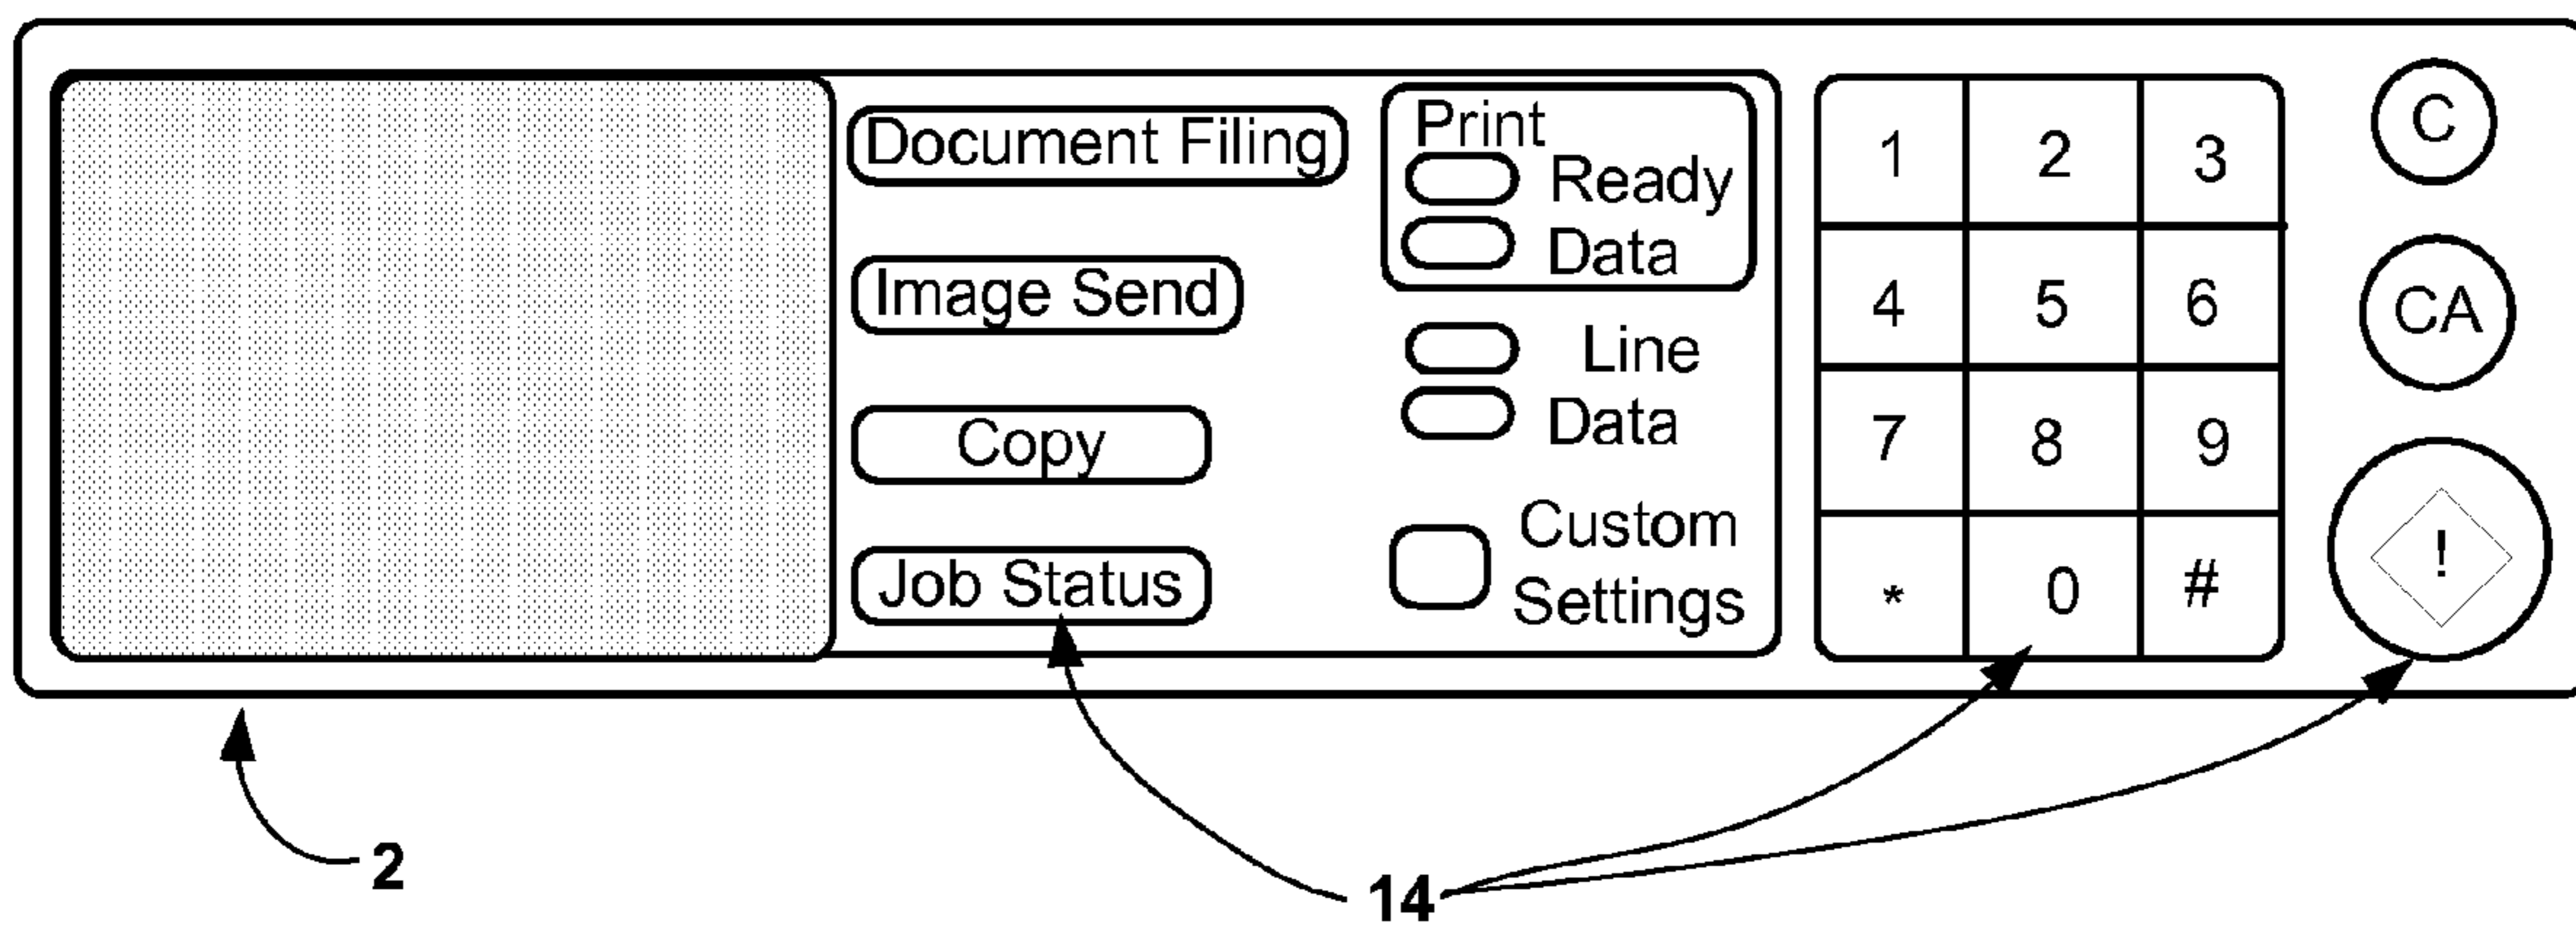 Document Filing
Image Send
Copy
Job Status
Print
Ready
Data
Line
Data
Custom
Settings
1 2 3
4 5 6
7 8 9
* 0 #
C
CA
!
2
14